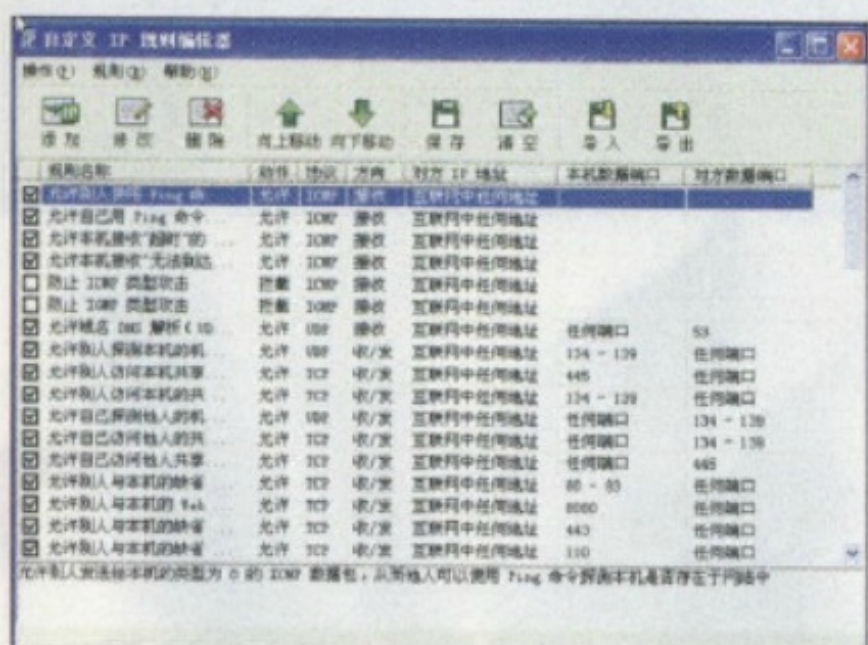 自定义 IP 规则编辑器
操作(O) 规则(R) 帮助(H)
添加 修改 删除 向上移动 向下移动 保存 清空 导入 导出
规则名称 动作 协议 方向 对方 IP 地址 本机数据端口 对方数据端口
允许别人使用 Ping 命... 允许 ICMP 接收 互联网中任何地址
允许自己用 Ping 命令... 允许 ICMP 接收 互联网中任何地址
允许本机接收"超时"的 ... 允许 ICMP 接收 互联网中任何地址
允许本机接收"无法到达... 允许 ICMP 接收 互联网中任何地址
防止 ICMP 类型攻击 拦截 ICMP 接收 互联网中任何地址
防止 IGMP 类型攻击 拦截 IGMP 接收 互联网中任何地址
允许域名 DNS 解析(UD... 允许 UDP 接收 互联网中任何地址 任何端口 53
允许别人探测本机的机... 允许 UDP 收/发 互联网中任何地址 134 - 139 任何端口
允许别人访问本机共享... 允许 TCP 收/发 互联网中任何地址 445 任何端口
允许别人访问本机的共... 允许 TCP 收/发 互联网中任何地址 134 - 139 任何端口
允许自己探测他人的机... 允许 UDP 收/发 互联网中任何地址 任何端口 134 - 139
允许自己访问他人的共... 允许 TCP 收/发 互联网中任何地址 任何端口 134 - 139
允许自己访问他人共享... 允许 TCP 收/发 互联网中任何地址 任何端口 445
允许别人与本机的缺省 ... 允许 TCP 收/发 互联网中任何地址 80 - 83 任何端口
允许别人与本机的 Web ... 允许 TCP 收/发 互联网中任何地址 8080 任何端口
允许别人与本机的缺省 ... 允许 TCP 收/发 互联网中任何地址 443 任何端口
允许别人与本机的缺省 ... 允许 TCP 收/发 互联网中任何地址 110 任何端口
允许别人发送给本机的类型为 0 的 ICMP 数据包，从而他人可以使用 Ping 命令探测本机是否存在于网络中